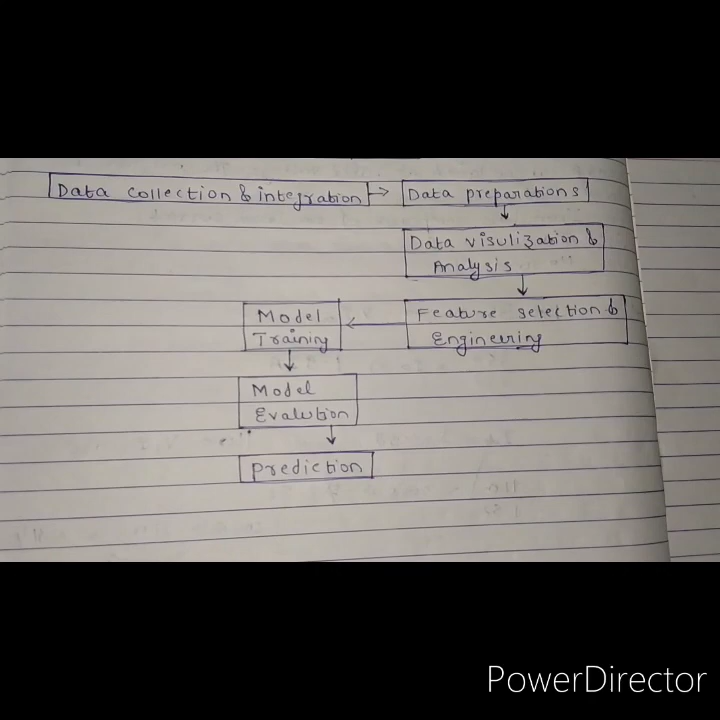 Data collection & integration
Data preparations
Data visulization &
Analysis
Feature selection &
Engineering
Model
Training
Model
Evalution
Prediction
PowerDirector